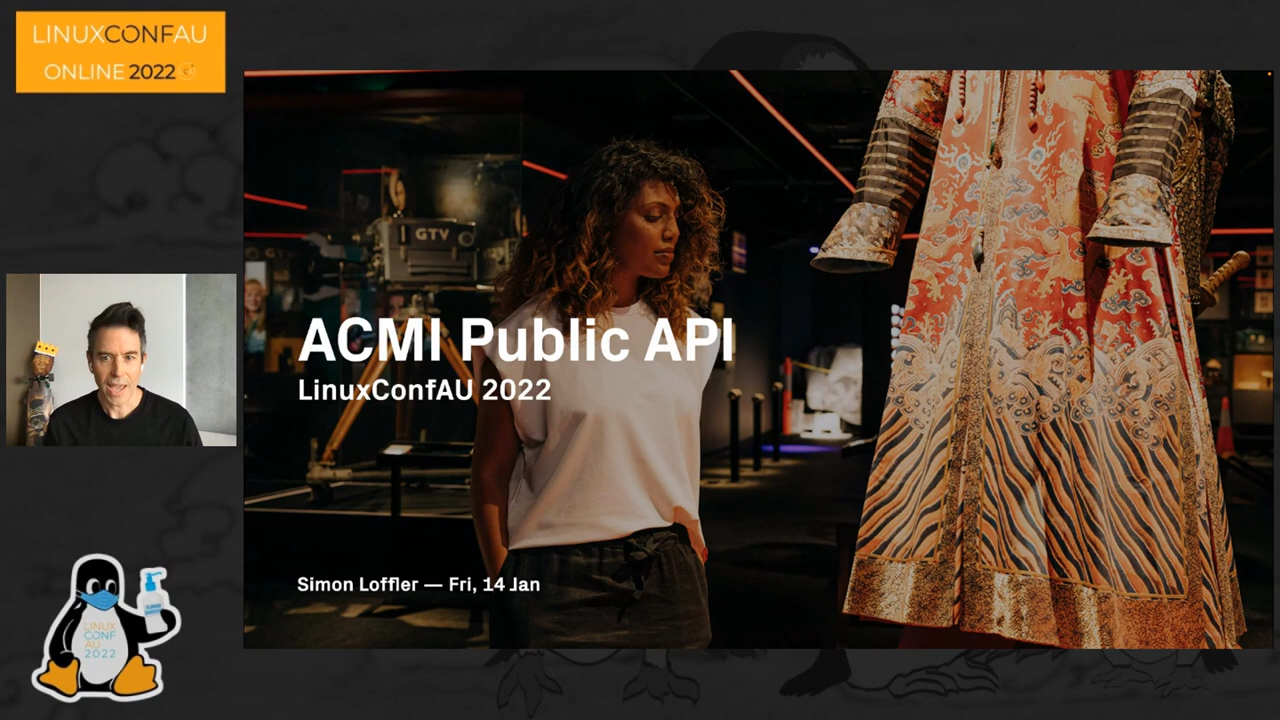 LINUXCONFAU
ONLINE 2022
GTV
ACMI Public API
LinuxConfAU 2022
Simon Loffler — Fri, 14 Jan
LINUX
CONF
AU
2022